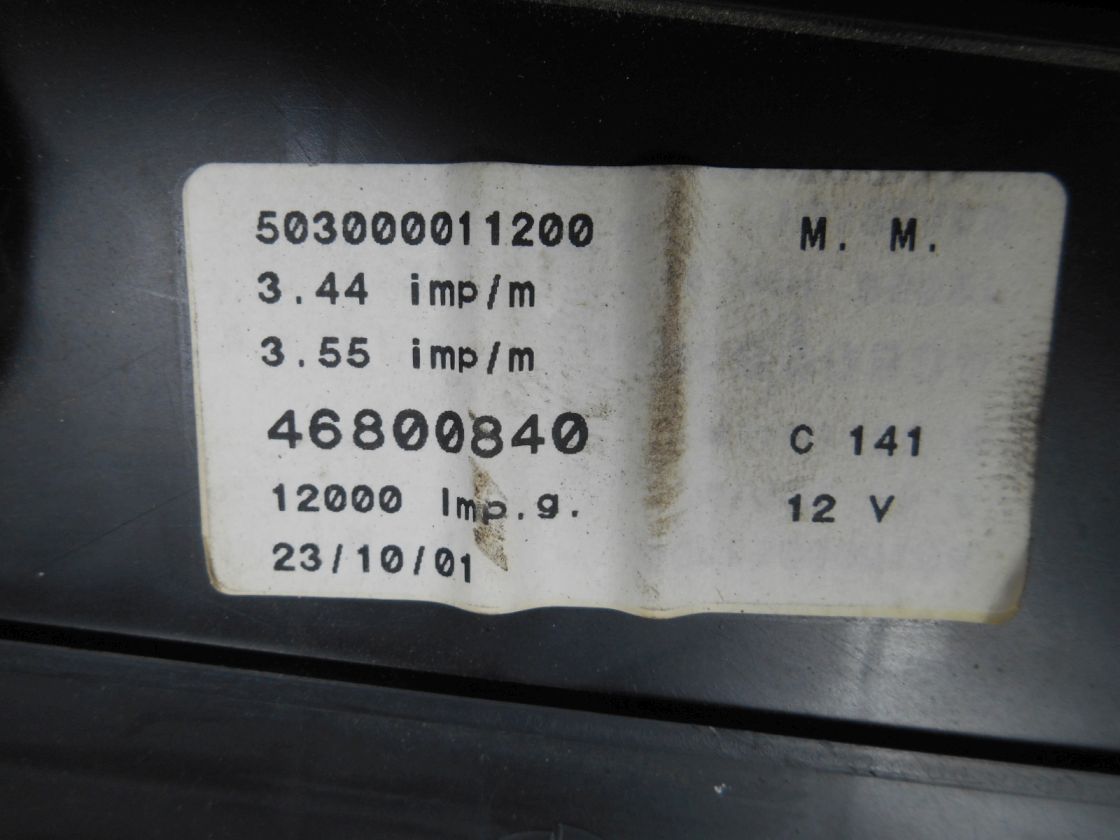 503000011200 M. M.
3.44 imp/m
3.55 imp/m
46800840 C 141
12000 Imp.g. 12 V
23/10/01